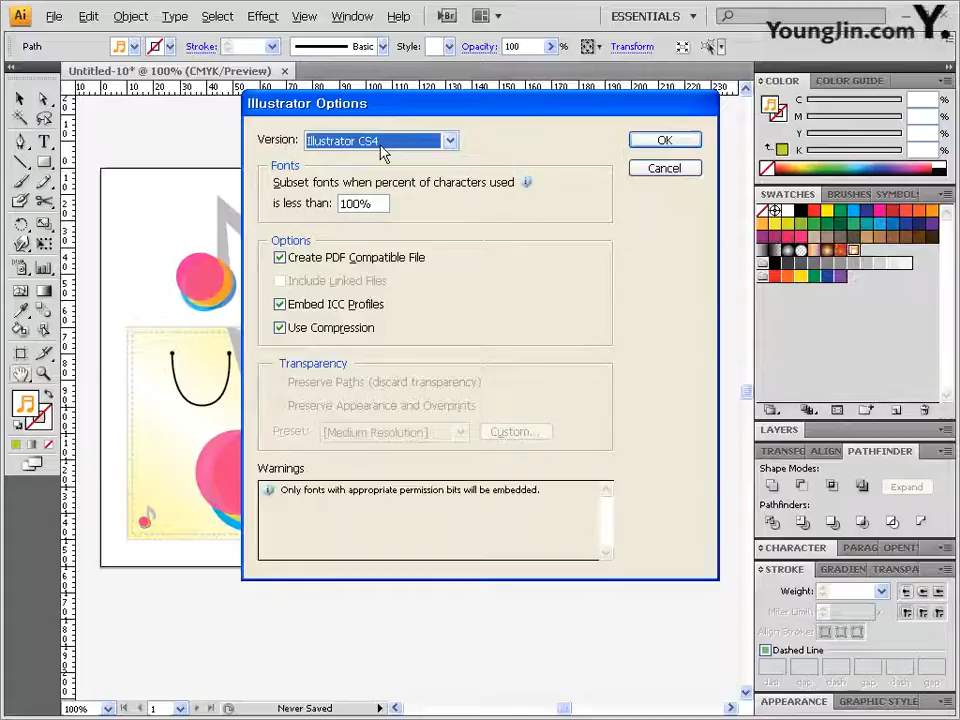 Ai File Edit Object Type Select Effect View Window Help Br ESSENTIALS
Younglin.com Y.
Path Stroke: Basic Style: Opacity: 100 % Transform
Untitled-10* @ 100% (CMYK/Preview) ×
Illustrator Options
Version: Illustrator CS4
OK
Cancel
Fonts
Subset fonts when percent of characters used
is less than: 100%
Options
Create PDF Compatible File
Include Linked Files
Embed ICC Profiles
Use Compression
Transparency
Preserve Paths (discard transparency)
Preserve Appearance and Overprints
Preset: [Medium Resolution] Custom...
Warnings
Only fonts with appropriate permission bits will be embedded.
COLOR COLOR GUIDE
C %
M %
Y %
K %
SWATCHES BRUSHES SYMBOL
LAYERS
TRANSFO ALIGN PATHFINDER
Shape Modes:
Expand
Pathfinders:
CHARACTER PARAG OPENT
STROKE GRADIEN TRANSPA
Weight:
Miter Limit:
Align Stroke:
Dashed Line
dash gap dash gap dash gap
APPEARANCE GRAPHIC STYLE
100% 1 Never Saved